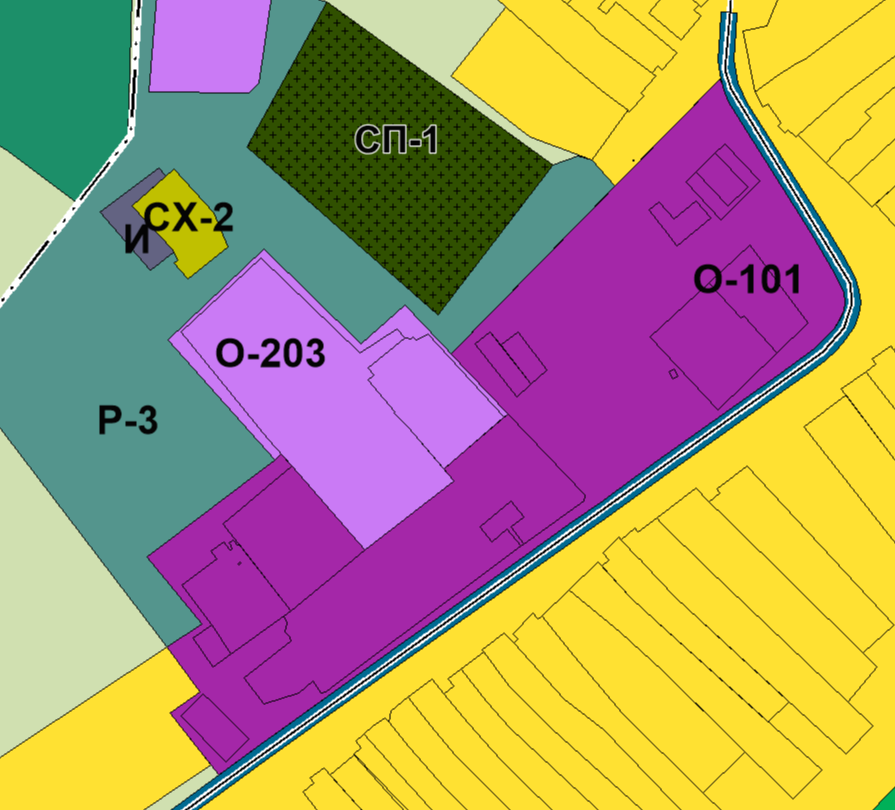 СП-1
СХ-2
И
О-101
О-203
Р-3